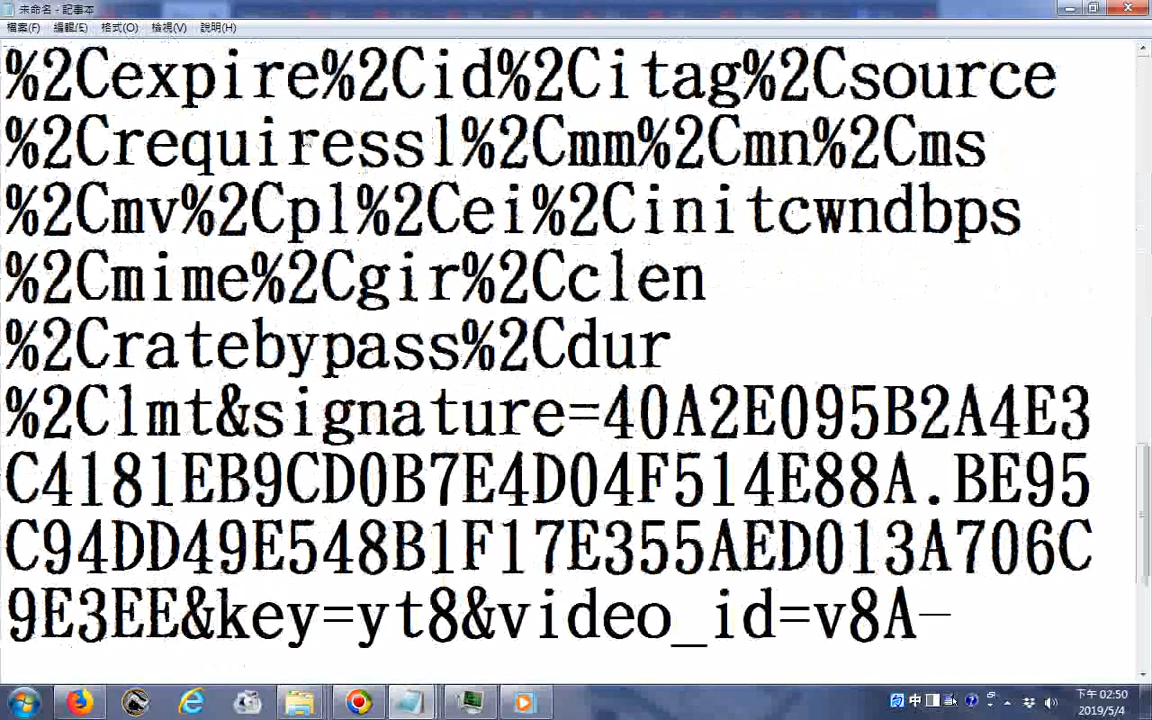 未命名 - 記事本
檔案(F) 編輯(E) 格式(O) 檢視(V) 說明(H)
%2Cexpire%2Cid%2Citag%2Csource
%2Crequiressl%2Cmm%2Cmn%2Cms
%2Cmv%2Cpl%2Cei%2Cinitcwndbps
%2Cmime%2Cgir%2Cclen
%2Cratebypass%2Cdur
%2Clmt&signature=40A2E095B2A4E3
C4181EB9CD0B7E4D04F514E88A.BE95
C94DD49E548B1F17E355AED013A706C
9E3EE&key=yt8&video_id=v8A-
中
下午 02:50
2019/5/4